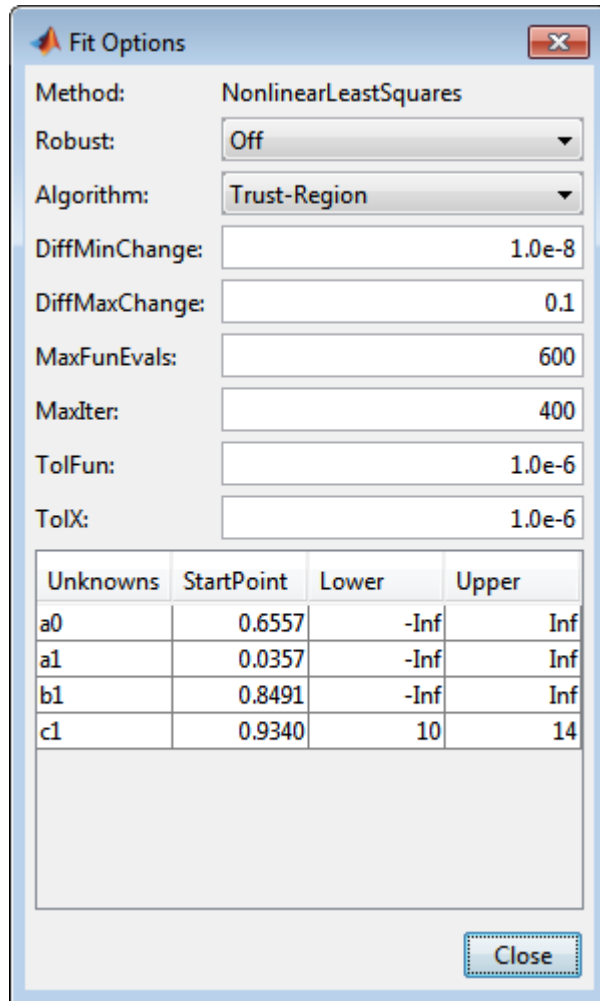 Fit Options
Method: NonlinearLeastSquares
Robust: Off
Algorithm: Trust-Region
DiffMinChange: 1.0e-8
DiffMaxChange: 0.1
MaxFunEvals: 600
MaxIter: 400
TolFun: 1.0e-6
TolX: 1.0e-6
Unknowns StartPoint Lower Upper
a0 0.6557 -Inf Inf
a1 0.0357 -Inf Inf
b1 0.8491 -Inf Inf
c1 0.9340 10 14
Close